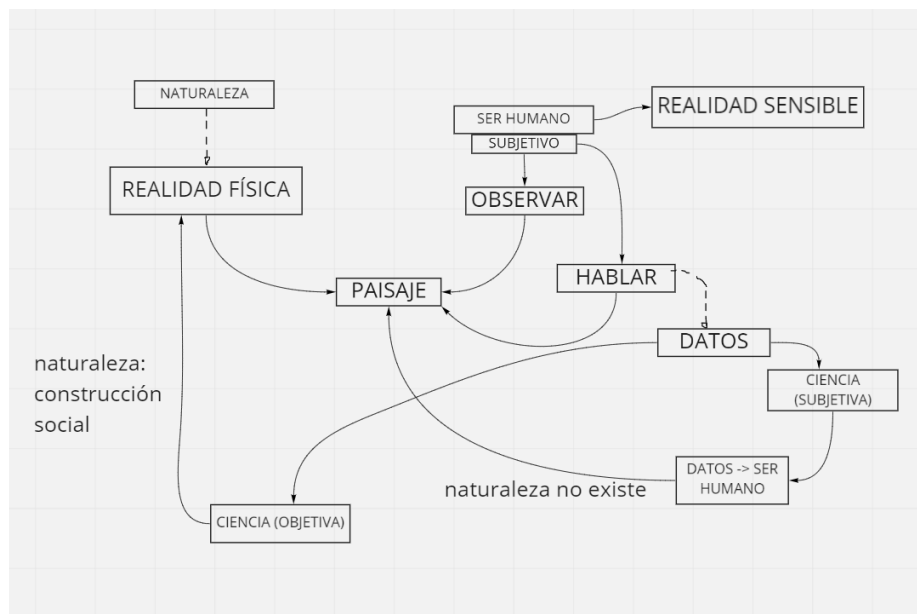 NATURALEZA
REALIDAD SENSIBLE
SER HUMANO
SUBJETIVO
REALIDAD FÍSICA
OBSERVAR
HABLAR
PAISAJE
DATOS
naturaleza:
construcción
social
CIENCIA
(SUBJETIVA)
DATOS -> SER
HUMANO
naturaleza no existe
CIENCIA (OBJETIVA)